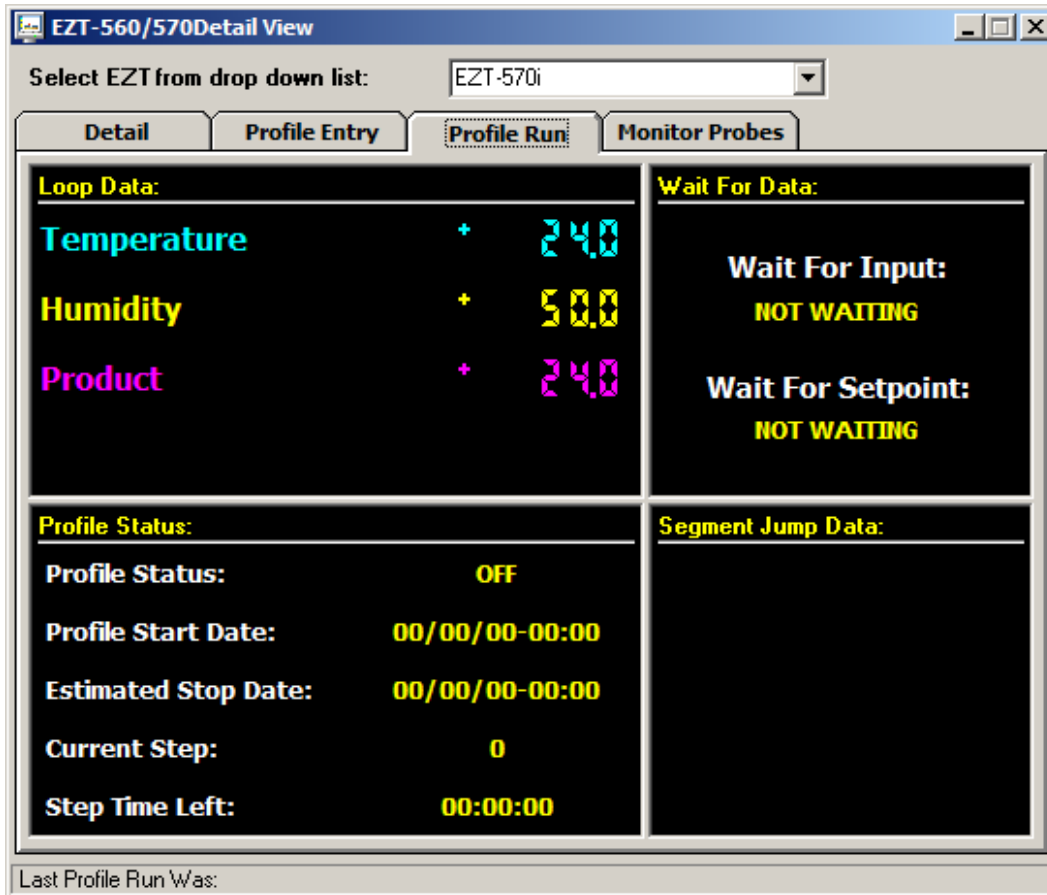 EZT-560/570Detail View
Select EZT from drop down list: EZT-570i
Detail Profile Entry Profile Run Monitor Probes
Loop Data:
Temperature + 24.0
Humidity + 50.0
Product + 24.0
Wait For Data:
Wait For Input:
NOT WAITING
Wait For Setpoint:
NOT WAITING
Profile Status:
Profile Status: OFF
Profile Start Date: 00/00/00-00:00
Estimated Stop Date: 00/00/00-00:00
Current Step: 0
Step Time Left: 00:00:00
Segment Jump Data:
Last Profile Run Was: